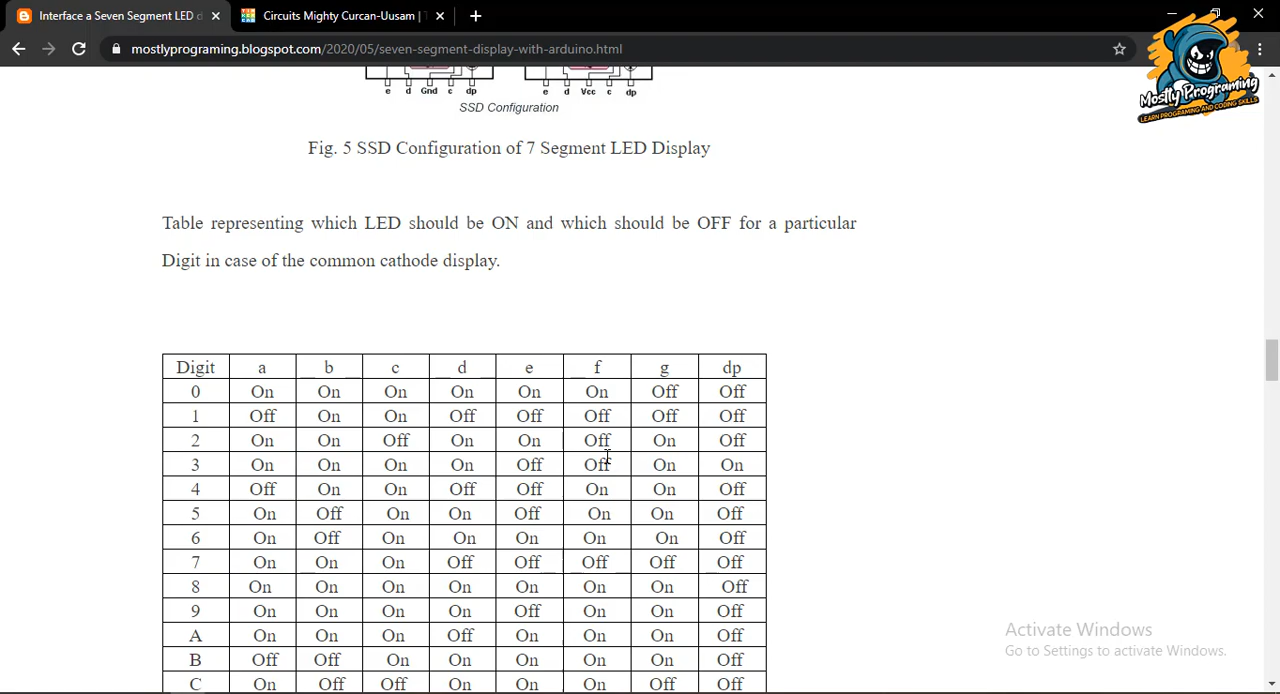 Interface a Seven Segment LED d
Circuits Mighty Curcan-Uusam | T
mostlyprograming.blogspot.com/2020/05/seven-segment-display-with-arduino.html
Mostly Programing
LEARN PROGRAMING AND CODING SKILLS
e d Gnd c dp e d Vcc c dp
SSD Configuration
Fig. 5 SSD Configuration of 7 Segment LED Display
Table representing which LED should be ON and which should be OFF for a particular
Digit in case of the common cathode display.
Digit a b c d e f g dp
0 On On On On On On Off Off
1 Off On On Off Off Off Off Off
2 On On Off On On Off On Off
3 On On On On Off Off On On
4 Off On On Off Off On On Off
5 On Off On On Off On On Off
6 On Off On On On On On Off
7 On On On Off Off Off Off Off
8 On On On On On On On Off
9 On On On On Off On On Off
A On On On Off On On On Off
B Off Off On On On On On Off
C On Off Off On On On Off Off
Activate Windows
Go to Settings to activate Windows.